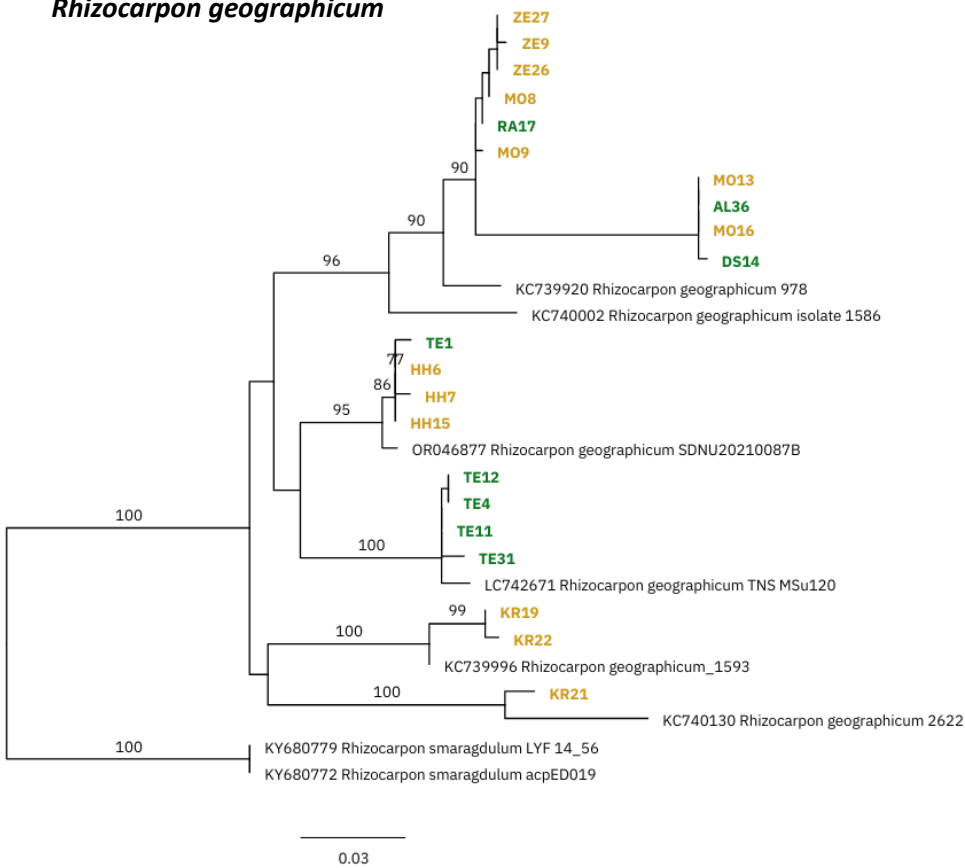 Rhizocarpon geographicum
ZE27
ZE9
ZE26
MO8
RA17
MO9
90
MO13
AL36
MO16
DS14
90
96
KC739920 Rhizocarpon geographicum 978
KC740002 Rhizocarpon geographicum isolate 1586
TE1
77
HH6
86
HH7
95
HH15
OR046877 Rhizocarpon geographicum SDNU20210087B
TE12
TE4
100
TE11
100
TE31
LC742671 Rhizocarpon geographicum TNS MSu120
99
KR19
100
KR22
KC739996 Rhizocarpon geographicum_1593
100
KR21
KC740130 Rhizocarpon geographicum 2622
100
KY680779 Rhizocarpon smaragdulum LYF 14_56
KY680772 Rhizocarpon smaragdulum acpED019
0.03